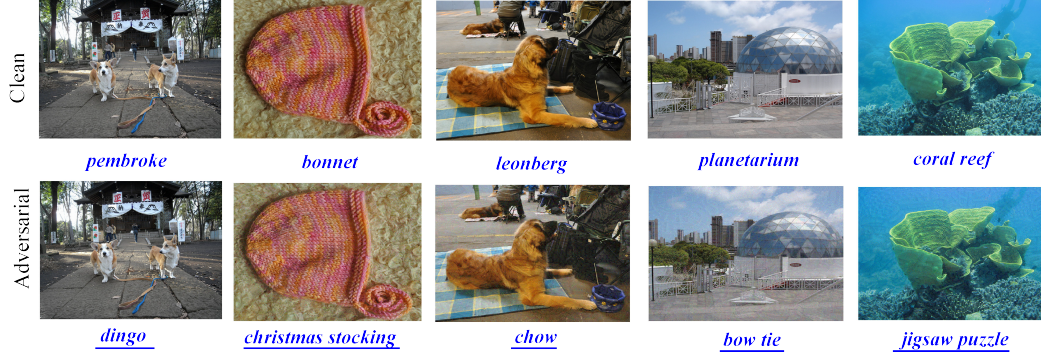 Clean
pembroke
bonnet
leonberg
planetarium
coral reef
Adversarial
dingo
christmas stocking
chow
bow tie
jigsaw puzzle